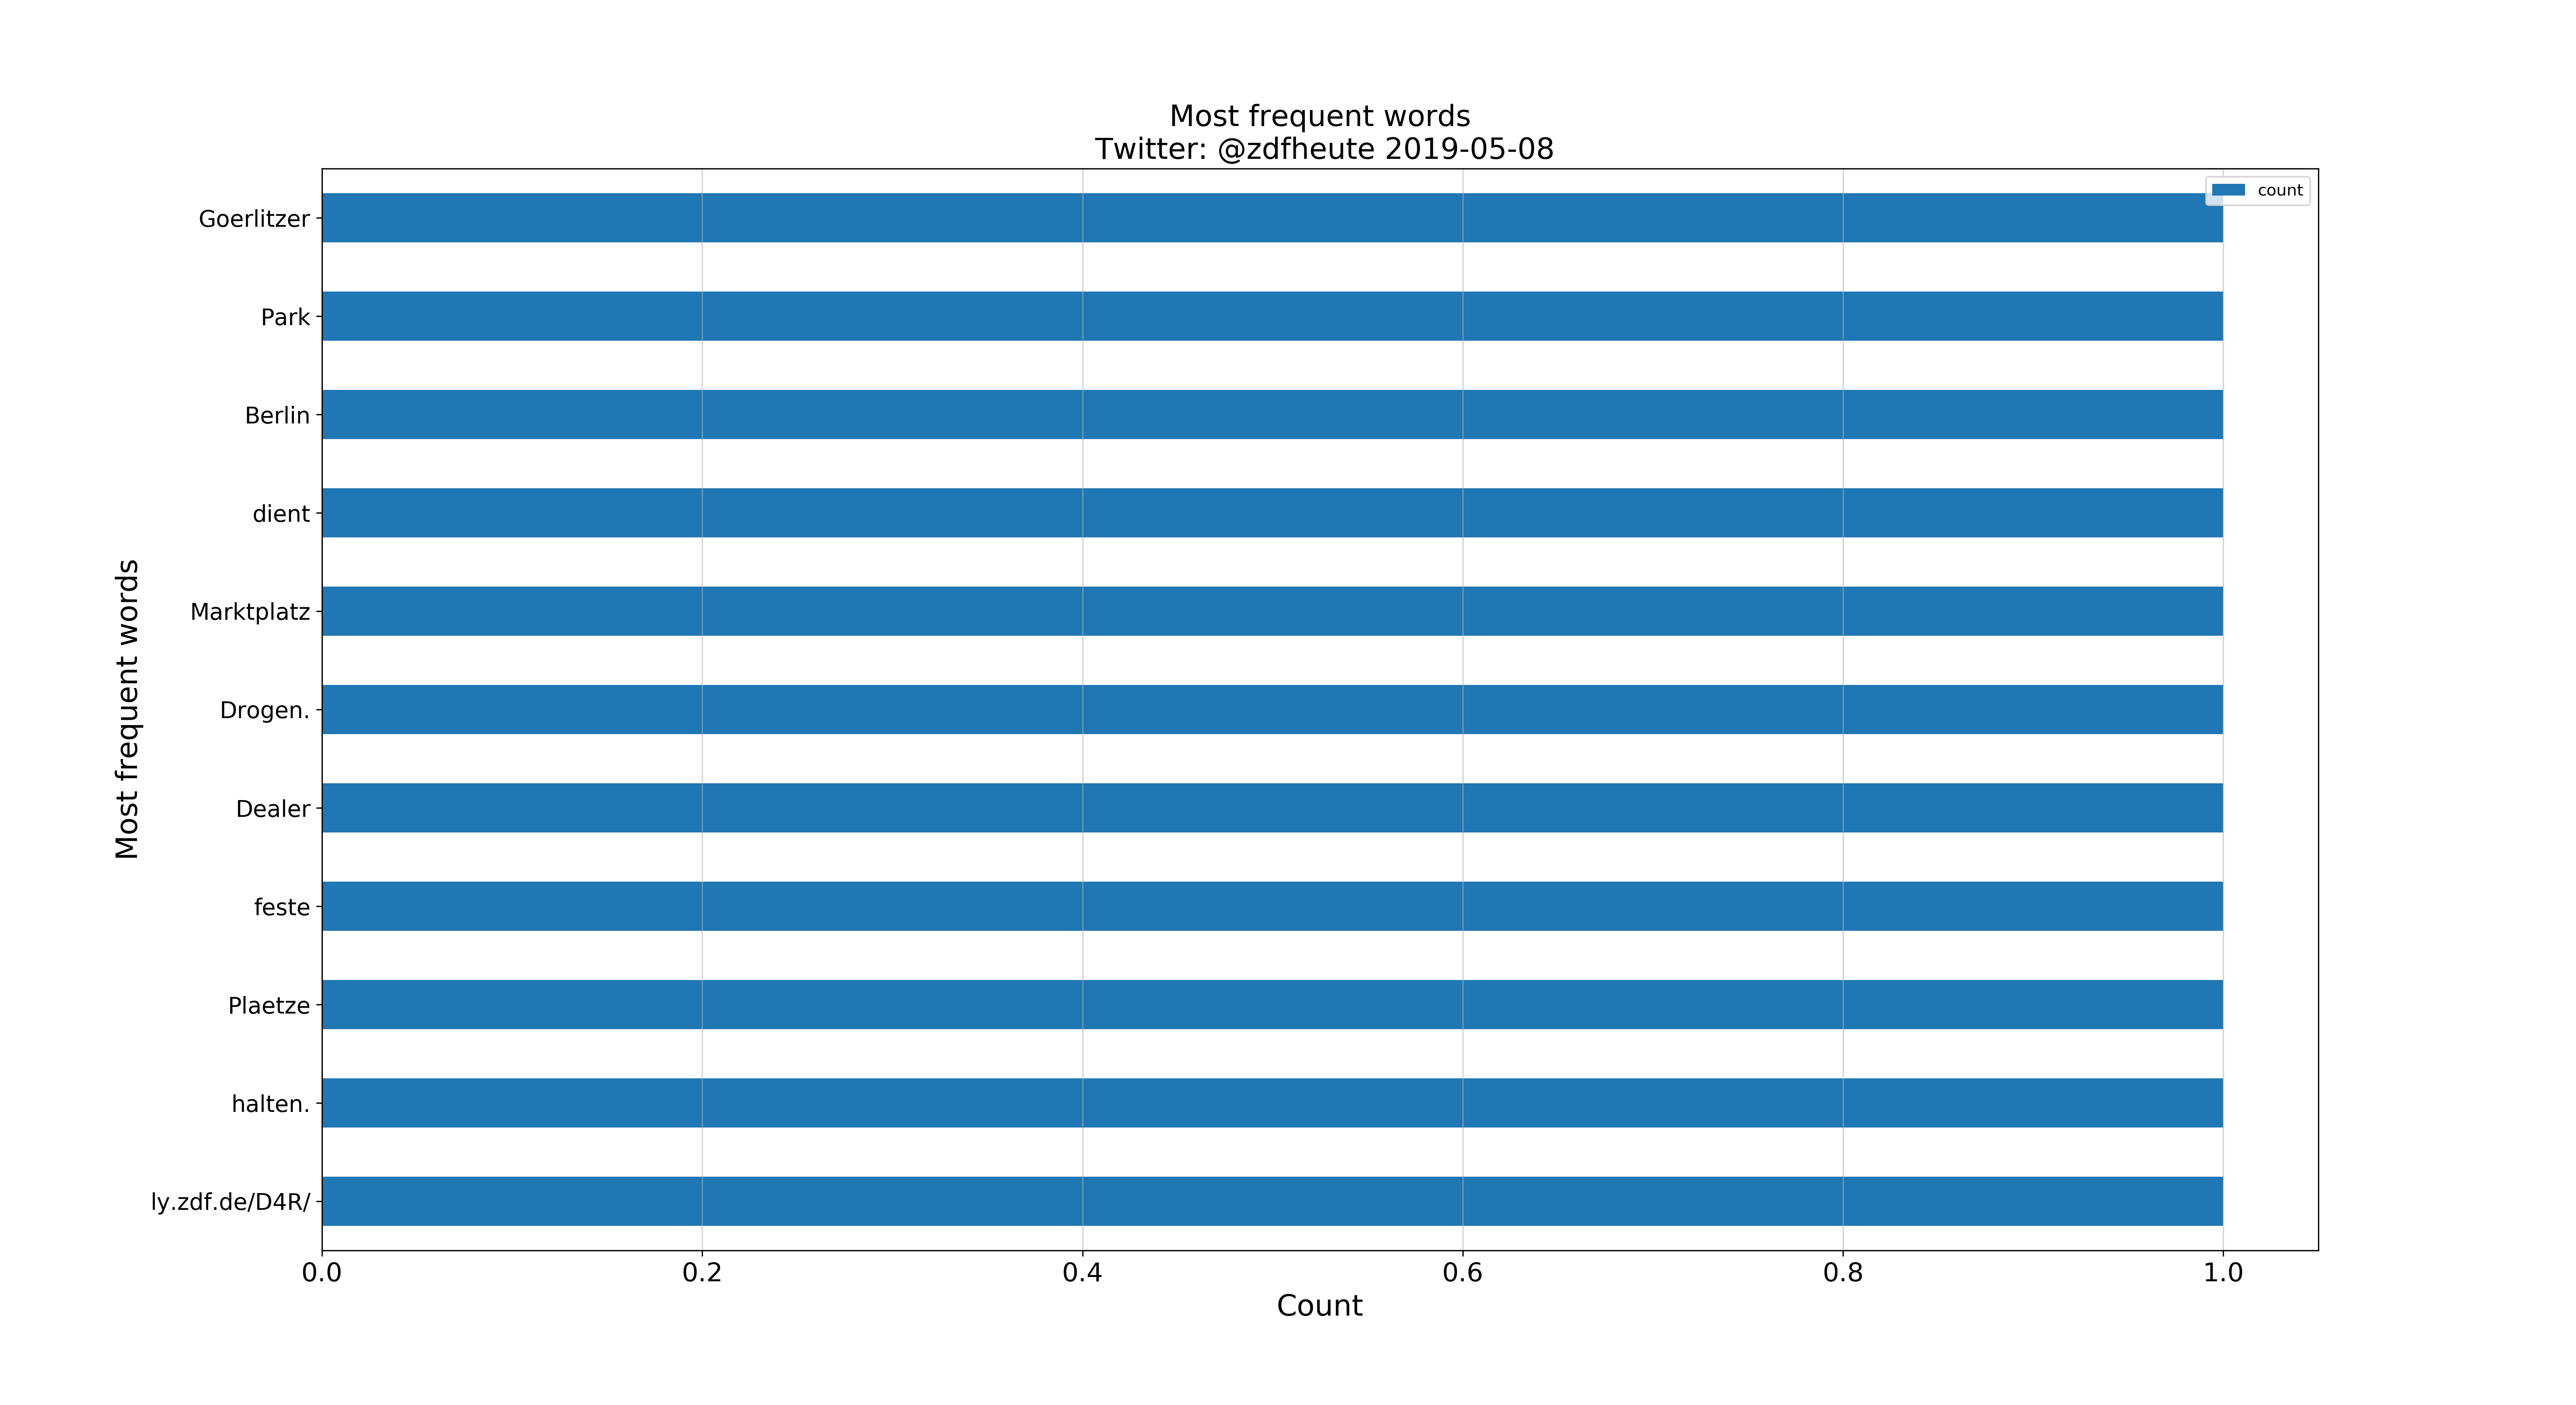 Most frequent words
Twitter: @zdfheute 2019-05-08
count
Most frequent words
Goerlitzer
Park
Berlin
dient
Marktplatz
Drogen.
Dealer
feste
Plaetze
halten.
ly.zdf.de/D4R/
0.0 0.2 0.4 0.6 0.8 1.0
Count